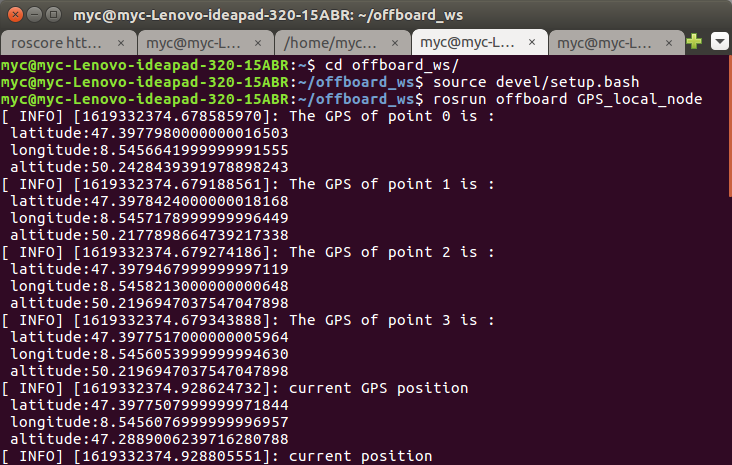 myc@myc-Lenovo-ideapad-320-15ABR: ~/offboard_ws
roscore htt... × myc@myc-L... × /home/myc... × myc@myc-L... × myc@myc-L... ×
myc@myc-Lenovo-ideapad-320-15ABR:~$ cd offboard_ws/
myc@myc-Lenovo-ideapad-320-15ABR:~/offboard_ws$ source devel/setup.bash
myc@myc-Lenovo-ideapad-320-15ABR:~/offboard_ws$ rosrun offboard GPS_local_node
[ INFO] [1619332374.678585970]: The GPS of point 0 is :
latitude:47.3977980000000016503
longitude:8.5456641999999991555
altitude:50.2428439391978898243
[ INFO] [1619332374.679188561]: The GPS of point 1 is :
latitude:47.3978424000000018168
longitude:8.5457178999999996449
altitude:50.2177898664739217338
[ INFO] [1619332374.679274186]: The GPS of point 2 is :
latitude:47.3979467999999997119
longitude:8.5458213000000000648
altitude:50.2196947037547047898
[ INFO] [1619332374.679343888]: The GPS of point 3 is :
latitude:47.3977517000000005964
longitude:8.5456053999999994630
altitude:50.2196947037547047898
[ INFO] [1619332374.928624732]: current GPS position
latitude:47.3977507999999971844
longitude:8.5456076999999996957
altitude:47.2889006239716280788
[ INFO] [1619332374.928805551]: current position